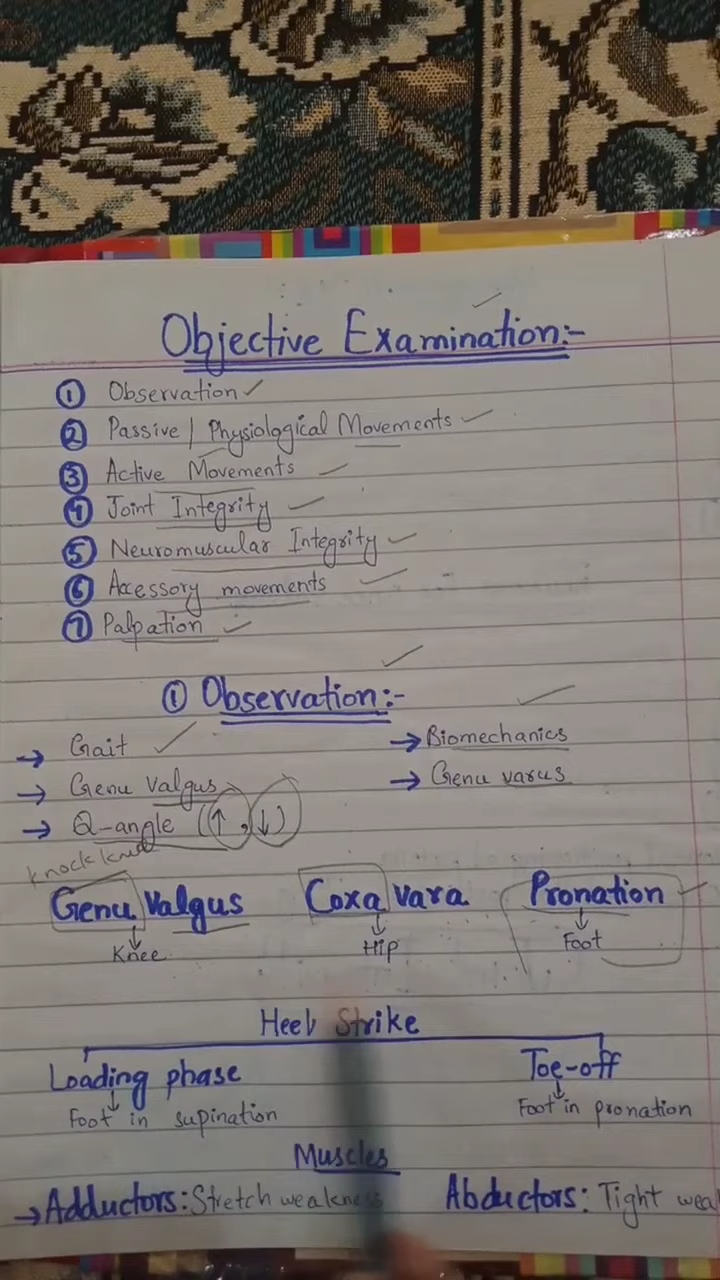 Objective Examination:-
① Observation ✓
② Passive / Physiological Movements ✓
③ Active Movements
④ Joint Integrity
⑤ Neuromuscular Integrity ✓
⑥ Accessory movements
⑦ Palpation ✓
① Observation:-
→ Gait ✓ → Biomechanics
→ Genu Valgus → Genu varus
→ Q-angle (↑, ↓)
Knock knee
Genu Valgus Coxa vara Pronation
↓ Knee ↓ Hip ↓ Foot
Heel Strike
Loading phase Toe-off
↓ Foot in supination ↓ Foot in pronation
Muscles
→ Adductors: Stretch weakness Abductors: Tight wea